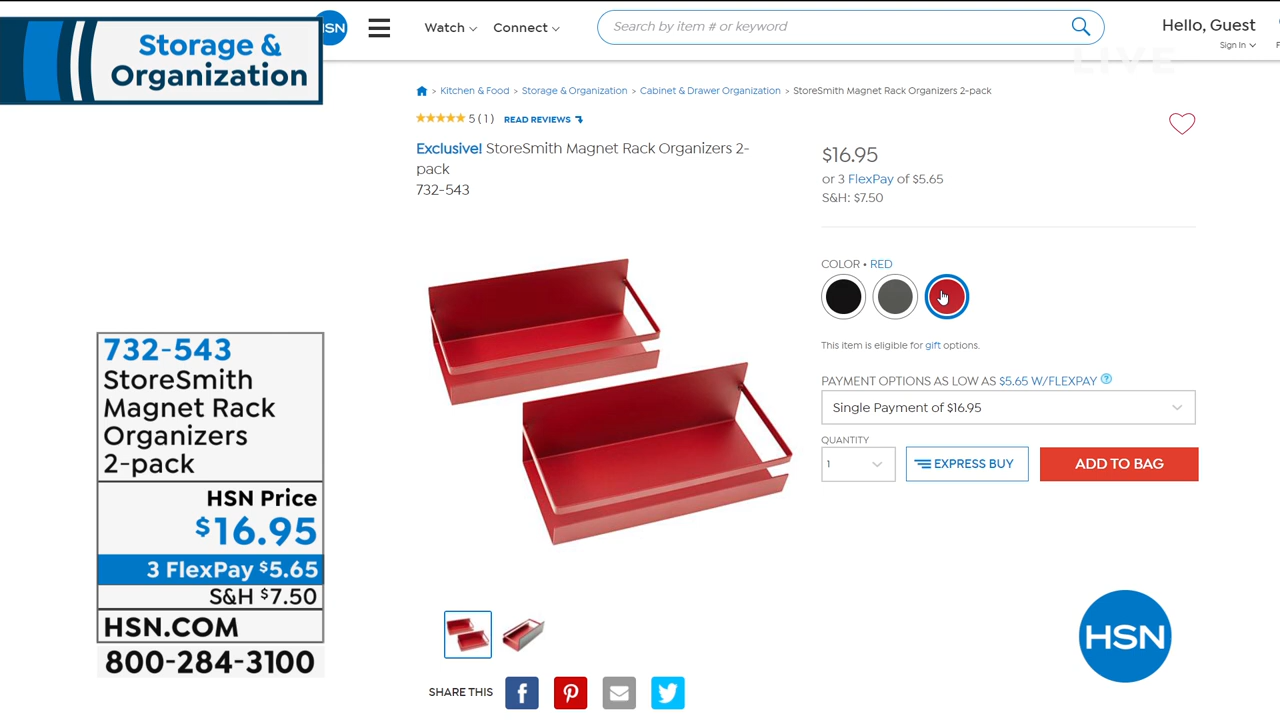 Storage &
Organization
HSN
Watch
Connect
Search by item # or keyword
Hello, Guest
Sign In
LIVE
> Kitchen & Food > Storage & Organization > Cabinet & Drawer Organization > StoreSmith Magnet Rack Organizers 2-pack
5 ( 1 ) READ REVIEWS
Exclusive! StoreSmith Magnet Rack Organizers 2-
pack
732-543
$16.95
or 3 FlexPay of $5.65
S&H: $7.50
COLOR • RED
This item is eligible for gift options.
PAYMENT OPTIONS AS LOW AS $5.65 W/FLEXPAY ?
Single Payment of $16.95
QUANTITY
1
EXPRESS BUY
ADD TO BAG
732-543
StoreSmith
Magnet Rack
Organizers
2-pack
HSN Price
$16.95
3 FlexPay $5.65
S&H $7.50
HSN.COM
800-284-3100
SHARE THIS
HSN